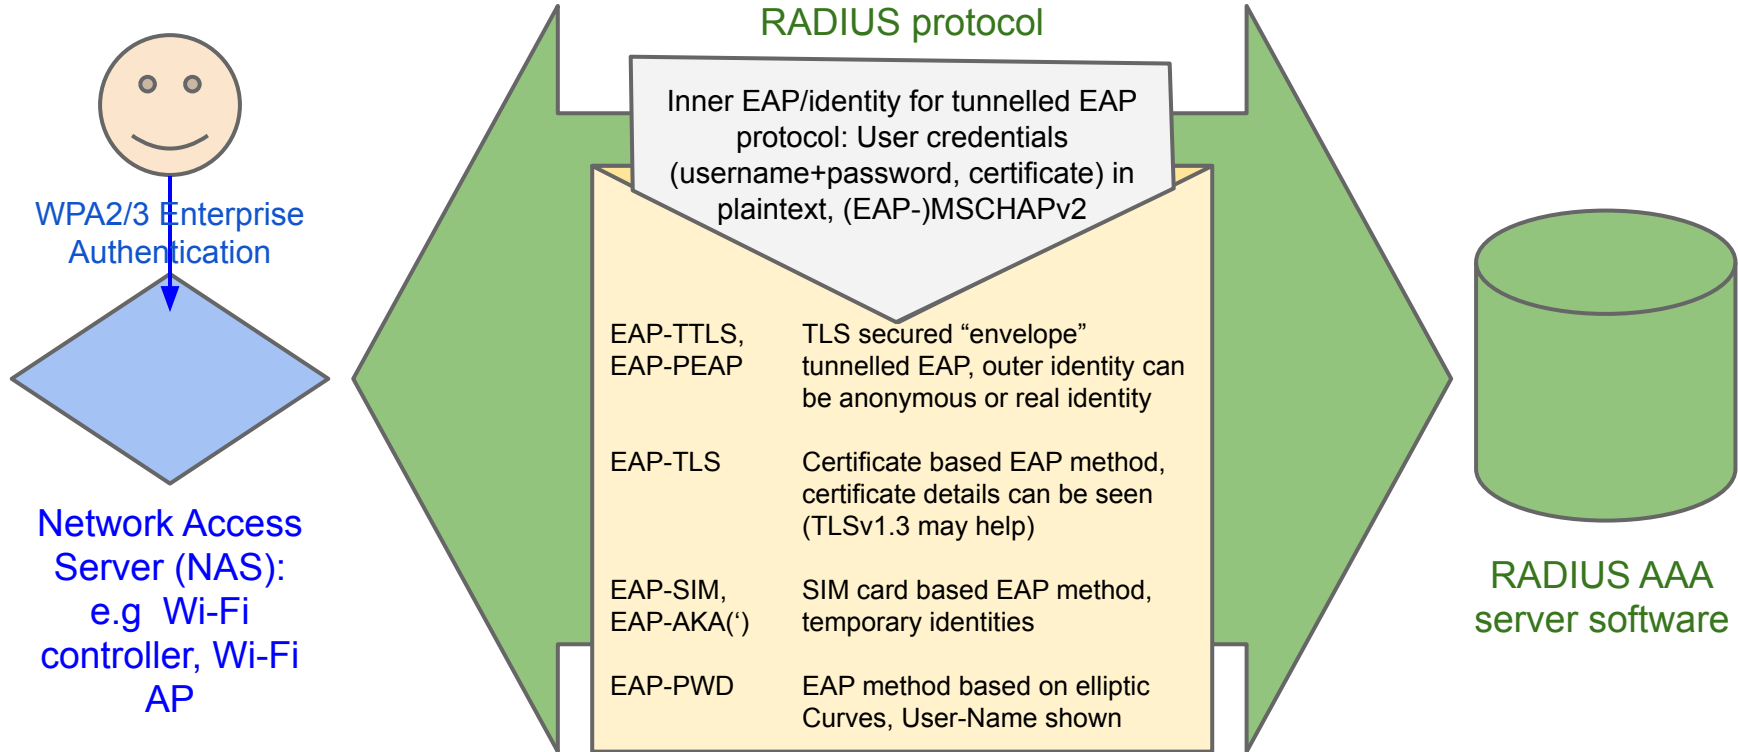 RADIUS protocol
Inner EAP/identity for tunnelled EAP
protocol: User credentials
(username+password, certificate) in
plaintext, (EAP-)MSCHAPv2
WPA2/3 Enterprise
Authentication
Network Access
Server (NAS):
e.g  Wi-Fi
controller, Wi-Fi
AP
EAP-TTLS, TLS secured “envelope”
EAP-PEAP tunnelled EAP, outer identity can
be anonymous or real identity
EAP-TLS Certificate based EAP method,
certificate details can be seen
(TLSv1.3 may help)
EAP-SIM, SIM card based EAP method,
EAP-AKA(‘) temporary identities
EAP-PWD EAP method based on elliptic
Curves, User-Name shown
RADIUS AAA
server software